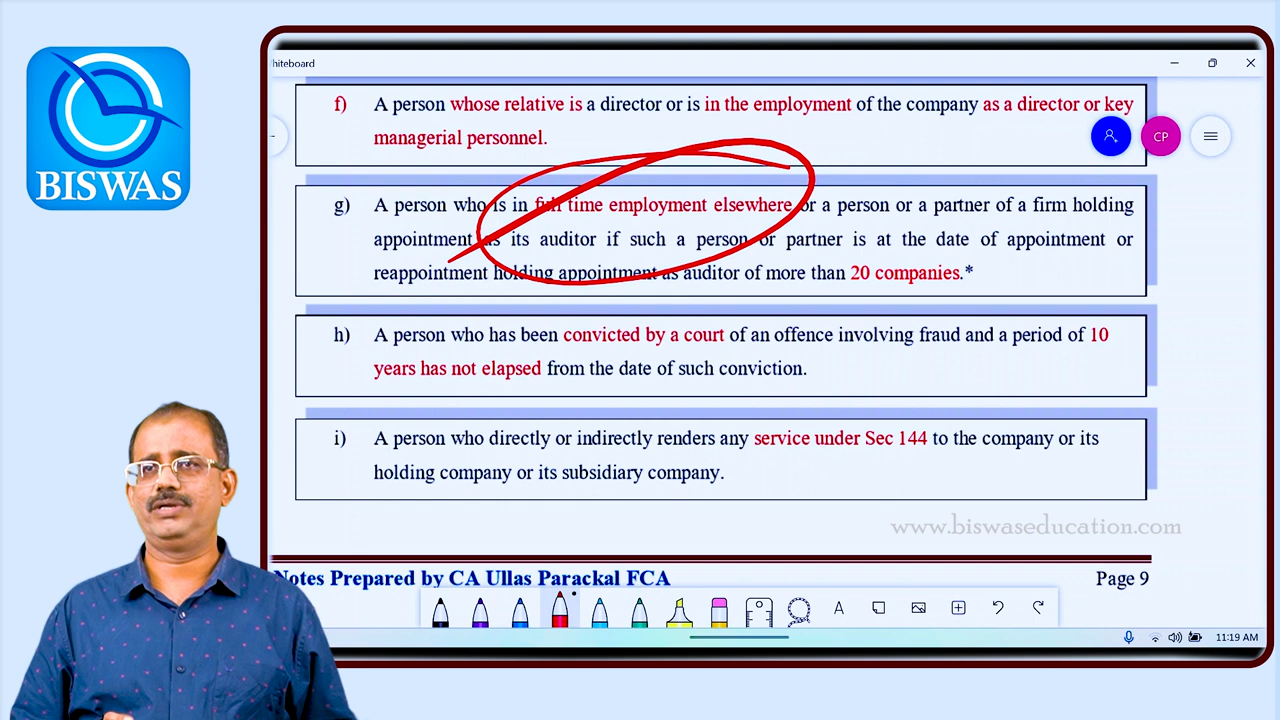 BISWAS
hiteboard
f) A person whose relative is a director or is in the employment of the company as a director or key
managerial personnel.
CP
g) A person who is in full time employment elsewhere or a person or a partner of a firm holding
appointment as its auditor if such a person or partner is at the date of appointment or
reappointment holding appointment as auditor of more than 20 companies.*
h) A person who has been convicted by a court of an offence involving fraud and a period of 10
years has not elapsed from the date of such conviction.
i) A person who directly or indirectly renders any service under Sec 144 to the company or its
holding company or its subsidiary company.
www.biswaseducation.com
Notes Prepared by CA Ullas Parackal FCA Page 9
A
11:19 AM